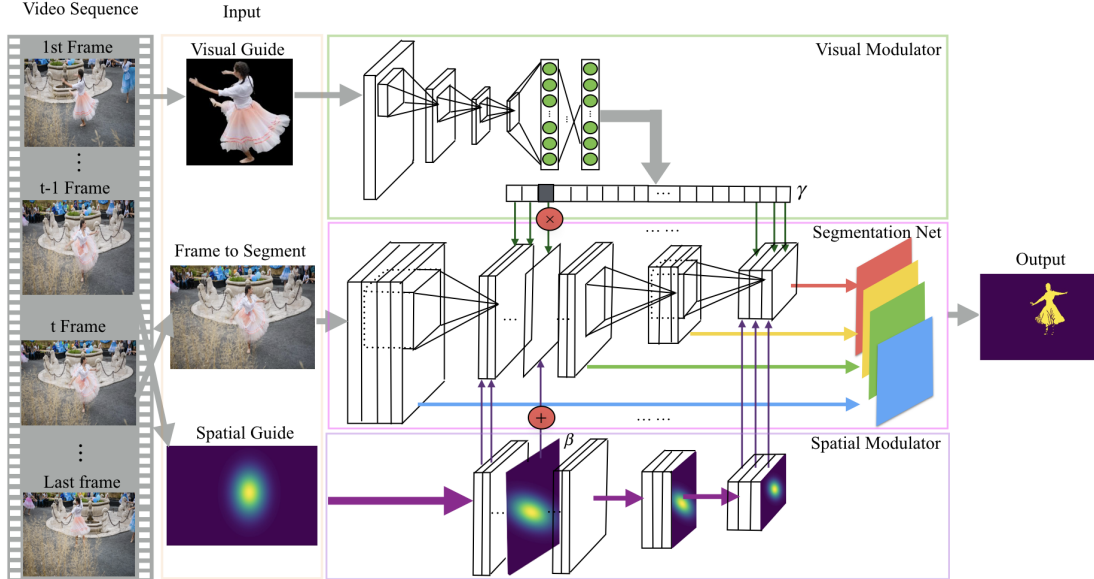 Video Sequence
Input
1st Frame
Visual Guide
Visual Modulator
⋮
t-1 Frame
γ
×
Frame to Segment
... ...
Segmentation Net
Output
t Frame
...
...
... ...
+
Spatial Guide
β
Spatial Modulator
⋮
Last frame
...
...